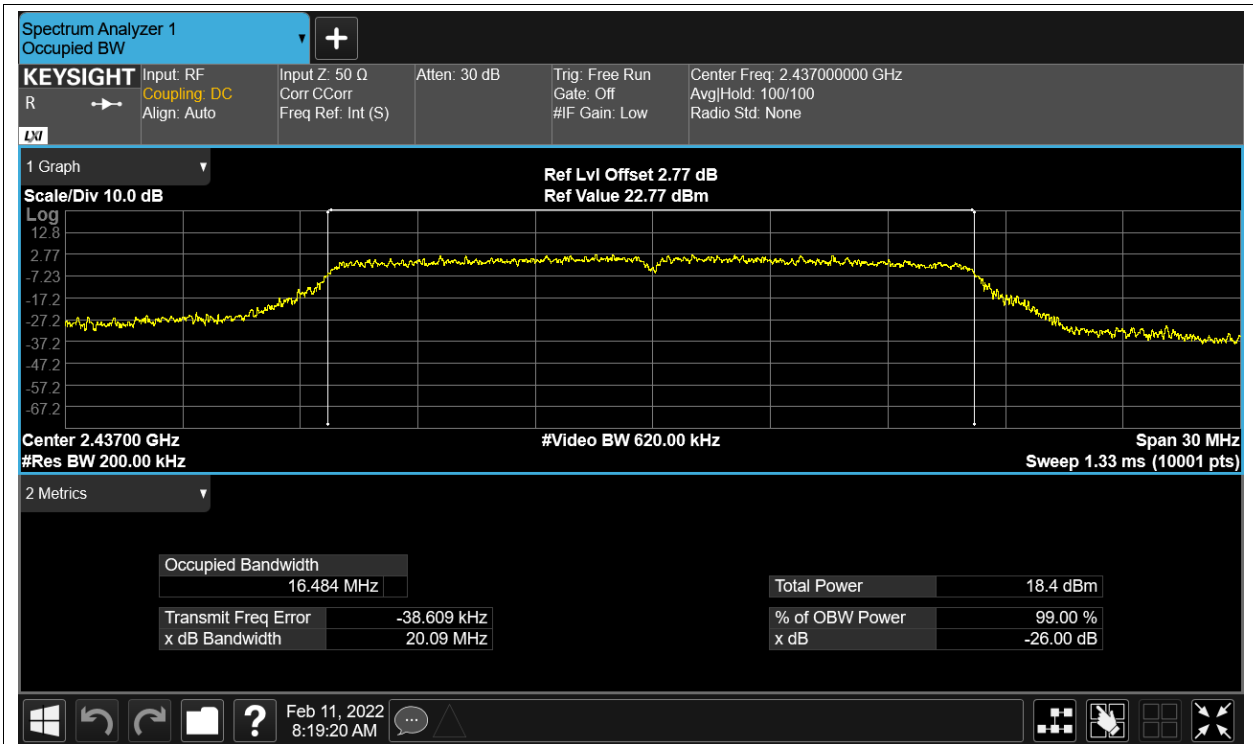 Spectrum Analyzer 1
Occupied BW
KEYSIGHT
R
LXI
Input: RF
Coupling: DC
Align: Auto
Input Z: 50 Ω
Corr CCorr
Freq Ref: Int (S)
Atten: 30 dB
Trig: Free Run
Gate: Off
#IF Gain: Low
Center Freq: 2.437000000 GHz
Avg|Hold: 100/100
Radio Std: None
1 Graph
Scale/Div 10.0 dB
Ref Lvl Offset 2.77 dB
Ref Value 22.77 dBm
Log
12.8
2.77
-7.23
-17.2
-27.2
-37.2
-47.2
-57.2
-67.2
Center 2.43700 GHz
#Video BW 620.00 kHz
Span 30 MHz
#Res BW 200.00 kHz
Sweep 1.33 ms (10001 pts)
2 Metrics
Occupied Bandwidth
16.484 MHz
Total Power 18.4 dBm
Transmit Freq Error -38.609 kHz
% of OBW Power 99.00 %
x dB Bandwidth 20.09 MHz
x dB -26.00 dB
?
Feb 11, 2022
8:19:20 AM